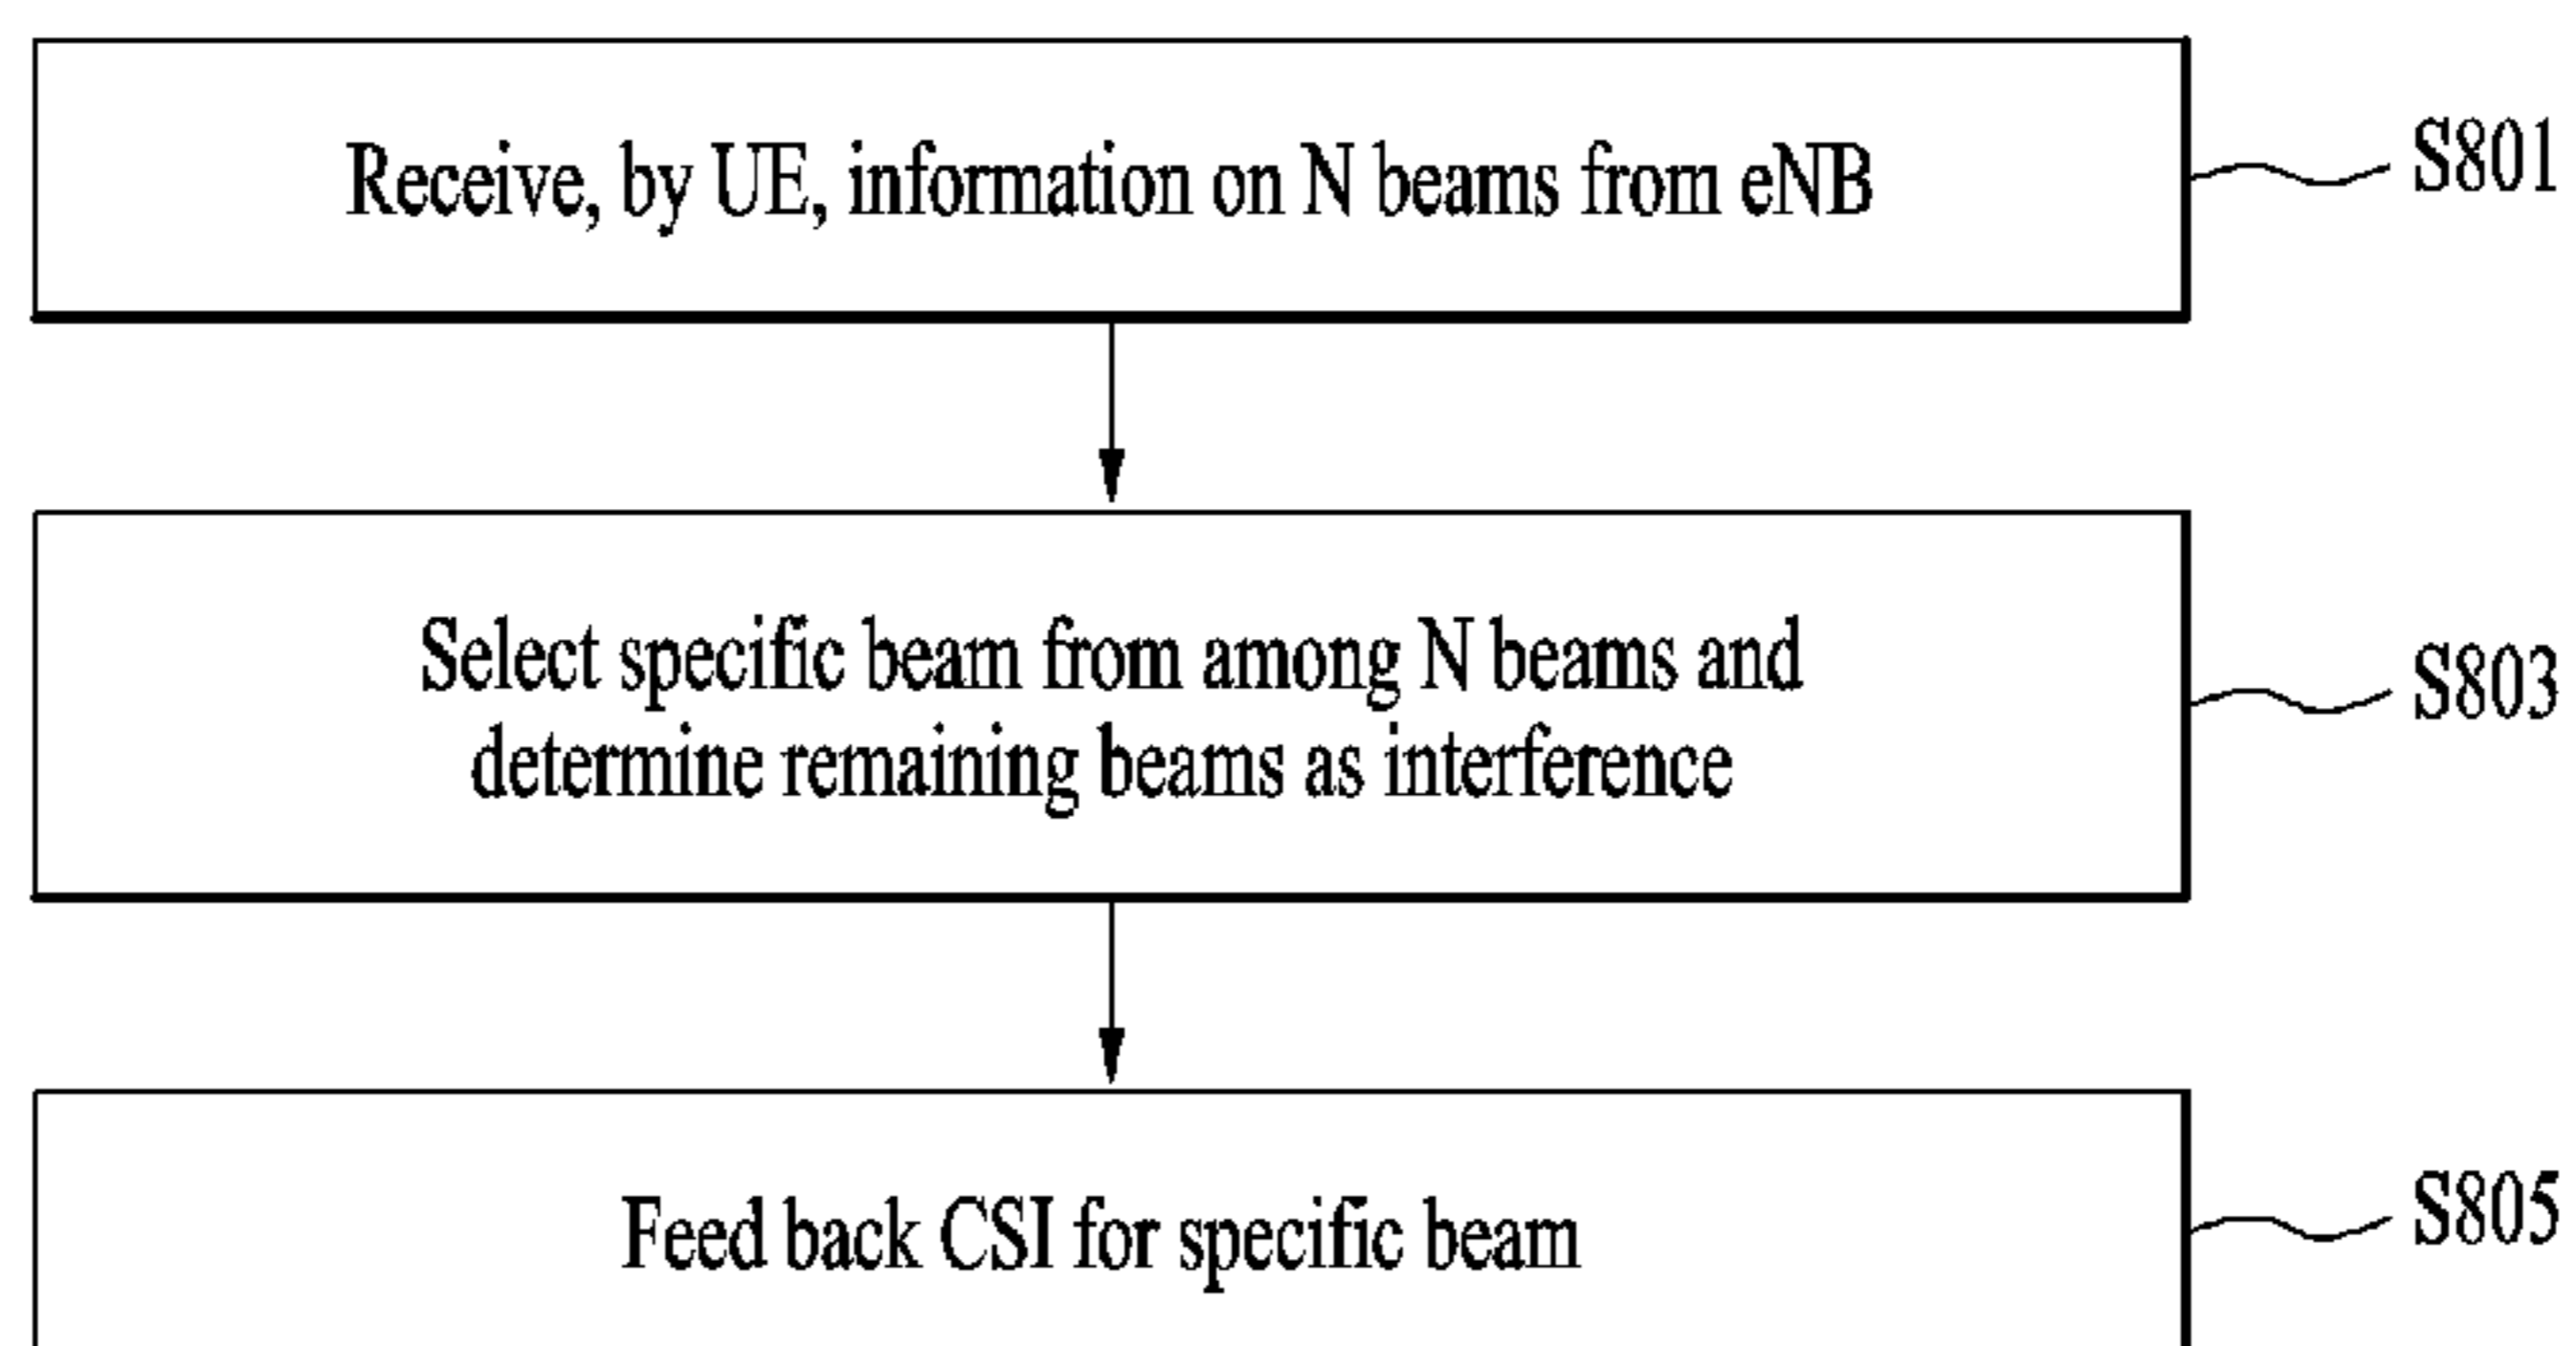 Receive, by UE, information on N beams from eNB
S801
Select specific beam from among N beams and
determine remaining beams as interference
S803
Feed back CSI for specific beam
S805